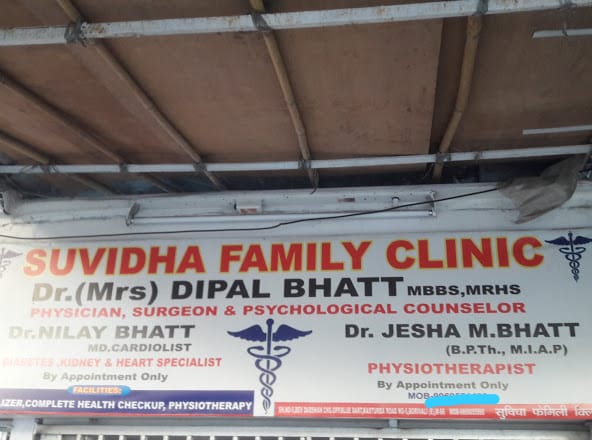 SUVIDHA FAMILY CLINIC
Dr.(Mrs) DIPAL BHATT MBBS,MRHS
PHYSICIAN, SURGEON & PSYCHOLOGICAL COUNSELOR
Dr.NILAY BHATT
MD.CARDIOLIST
DIABETES ,KIDNEY & HEART SPECIALIST
By Appointment Only
Dr. JESHA M.BHATT
(B.P.Th., M.I.A.P)
PHYSIOTHERAPIST
By Appointment Only
MOB-
FACILITIES:
LIZER,COMPLETE HEALTH CHECKUP, PHYSIOTHERAPY
सुविधा फॅमिली